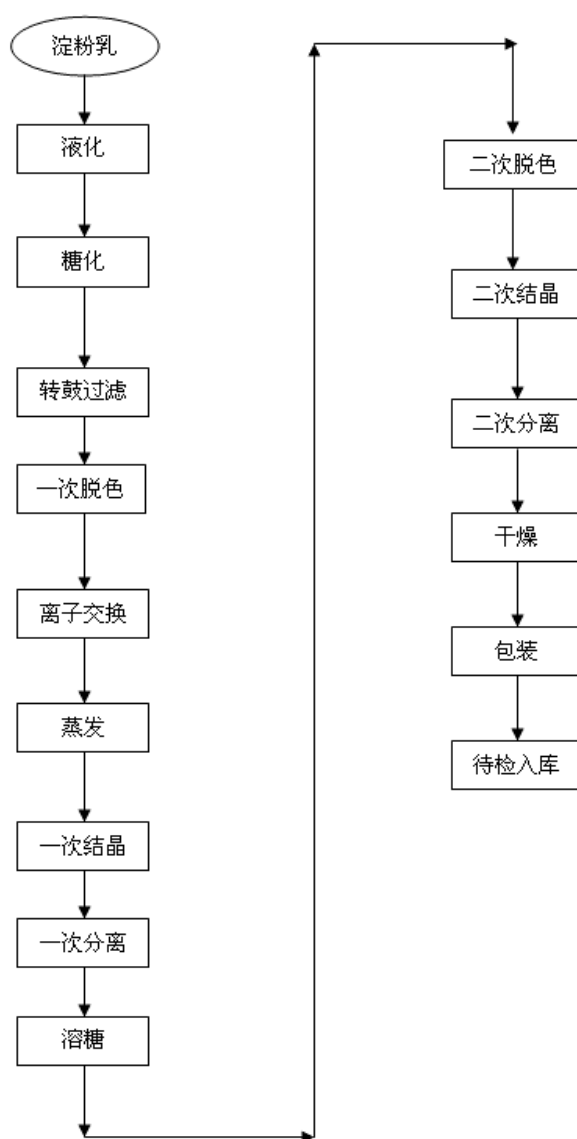 淀粉乳
液化
糖化
转鼓过滤
一次脱色
离子交换
蒸发
一次结晶
一次分离
溶糖
二次脱色
二次结晶
二次分离
干燥
包装
待检入库